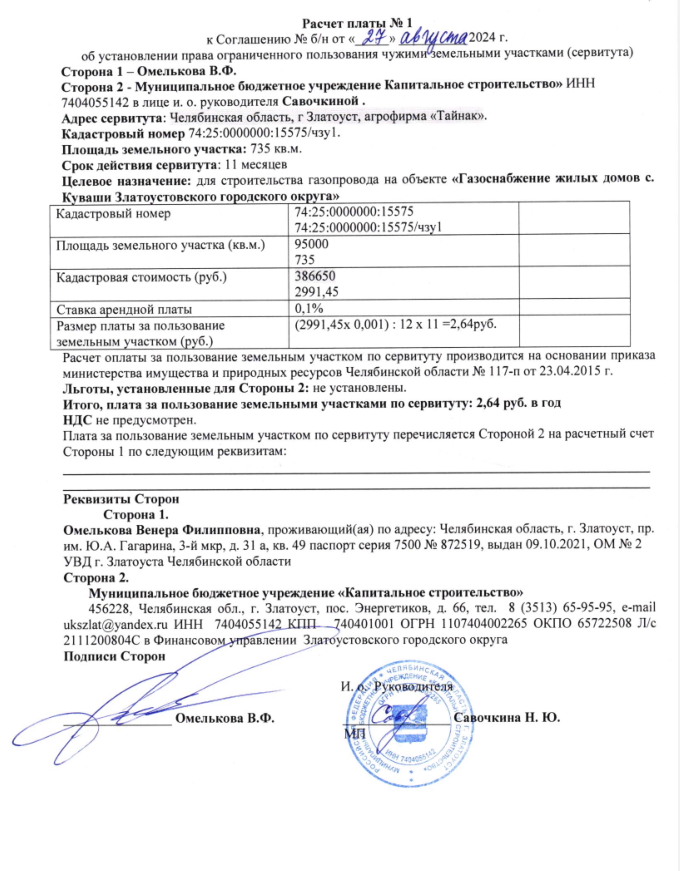 Расчет платы № 1
к Соглашению № б/н от « 27 » августа 2024 г.
об установлении права ограниченного пользования чужими земельными участками (сервитута)
Сторона 1 – Омелькова В.Ф.
Сторона 2 - Муниципальное бюджетное учреждение Капитальное строительство» ИНН
7404055142 в лице и. о. руководителя Савочкиной .
Адрес сервитута: Челябинская область, г Златоуст, агрофирма «Тайнак».
Кадастровый номер 74:25:0000000:15575/чзу1.
Площадь земельного участка: 735 кв.м.
Срок действия сервитута: 11 месяцев
Целевое назначение: для строительства газопровода на объекте «Газоснабжение жилых домов с.
Куваши Златоустовского городского округа»
Кадастровый номер 74:25:0000000:15575
74:25:0000000:15575/чзу1
Площадь земельного участка (кв.м.) 95000
735
Кадастровая стоимость (руб.) 386650
2991,45
Ставка арендной платы 0,1%
Размер платы за пользование (2991,45х 0,001) : 12 х 11 =2,64руб.
земельным участком (руб.)
Расчет оплаты за пользование земельным участком по сервитуту производится на основании приказа
министерства имущества и природных ресурсов Челябинской области № 117-п от 23.04.2015 г.
Льготы, установленные для Стороны 2: не установлены.
Итого, плата за пользование земельными участками по сервитуту: 2,64 руб. в год
НДС не предусмотрен.
Плата за пользование земельным участком по сервитуту перечисляется Стороной 2 на расчетный счет
Стороны 1 по следующим реквизитам:
Реквизиты Сторон
Сторона 1.
Омелькова Венера Филипповна, проживающий(ая) по адресу: Челябинская область, г. Златоуст, пр.
им. Ю.А. Гагарина, 3-й мкр, д. 31 а, кв. 49 паспорт серия 7500 № 872519, выдан 09.10.2021, ОМ № 2
УВД г. Златоуста Челябинской области
Сторона 2.
Муниципальное бюджетное учреждение «Капитальное строительство»
456228, Челябинская обл., г. Златоуст, пос. Энергетиков, д. 66, тел. 8 (3513) 65-95-95, e-mail
ukszlat@yandex.ru ИНН 7404055142 КПП 740401001 ОГРН 1107404002265 ОКПО 65722508 Л/с
2111200804С в Финансовом управлении Златоустовского городского округа
Подписи Сторон
И. о. Руководителя
Омелькова В.Ф. Савочкина Н. Ю.
МП
ИНН 7404055142